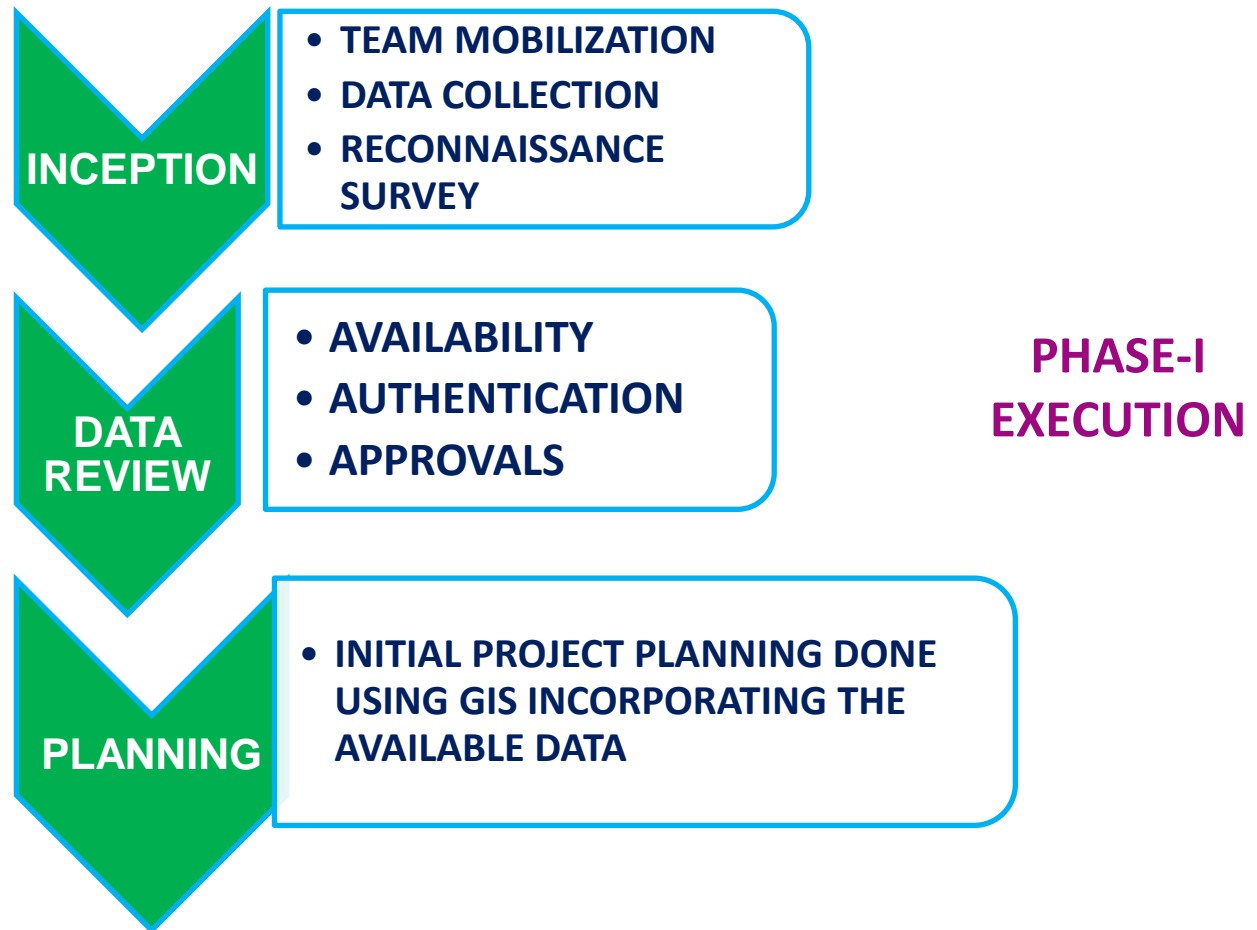 INCEPTION
• TEAM MOBILIZATION
• DATA COLLECTION
• RECONNAISSANCE
SURVEY
DATA
REVIEW
• AVAILABILITY
• AUTHENTICATION
• APPROVALS
PHASE-I
EXECUTION
PLANNING
• INITIAL PROJECT PLANNING DONE
USING GIS INCORPORATING THE
AVAILABLE DATA